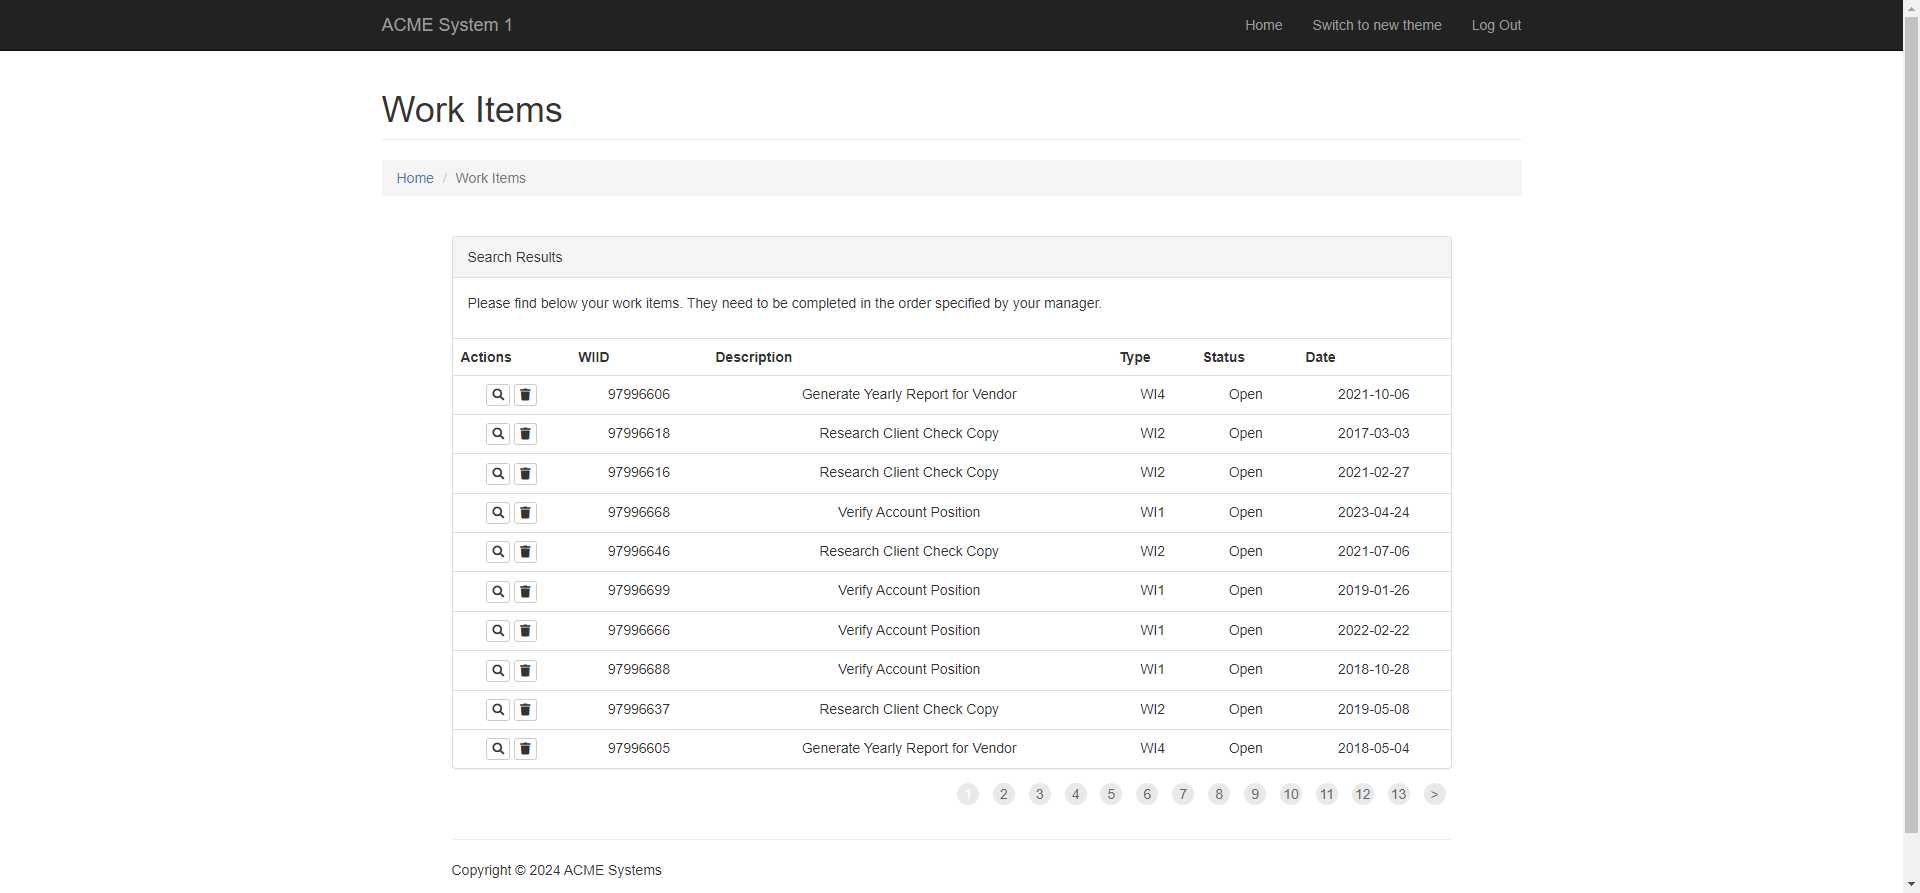 ACME System 1 Home Switch to new theme Log Out
Work Items
Home / Work Items
Search Results
Please find below your work items. They need to be completed in the order specified by your manager.
Actions WIID Description Type Status Date
97996606 Generate Yearly Report for Vendor WI4 Open 2021-10-06
97996618 Research Client Check Copy WI2 Open 2017-03-03
97996616 Research Client Check Copy WI2 Open 2021-02-27
97996668 Verify Account Position WI1 Open 2023-04-24
97996646 Research Client Check Copy WI2 Open 2021-07-06
97996699 Verify Account Position WI1 Open 2019-01-26
97996666 Verify Account Position WI1 Open 2022-02-22
97996688 Verify Account Position WI1 Open 2018-10-28
97996637 Research Client Check Copy WI2 Open 2019-05-08
97996605 Generate Yearly Report for Vendor WI4 Open 2018-05-04
1 2 3 4 5 6 7 8 9 10 11 12 13 >
Copyright © 2024 ACME Systems